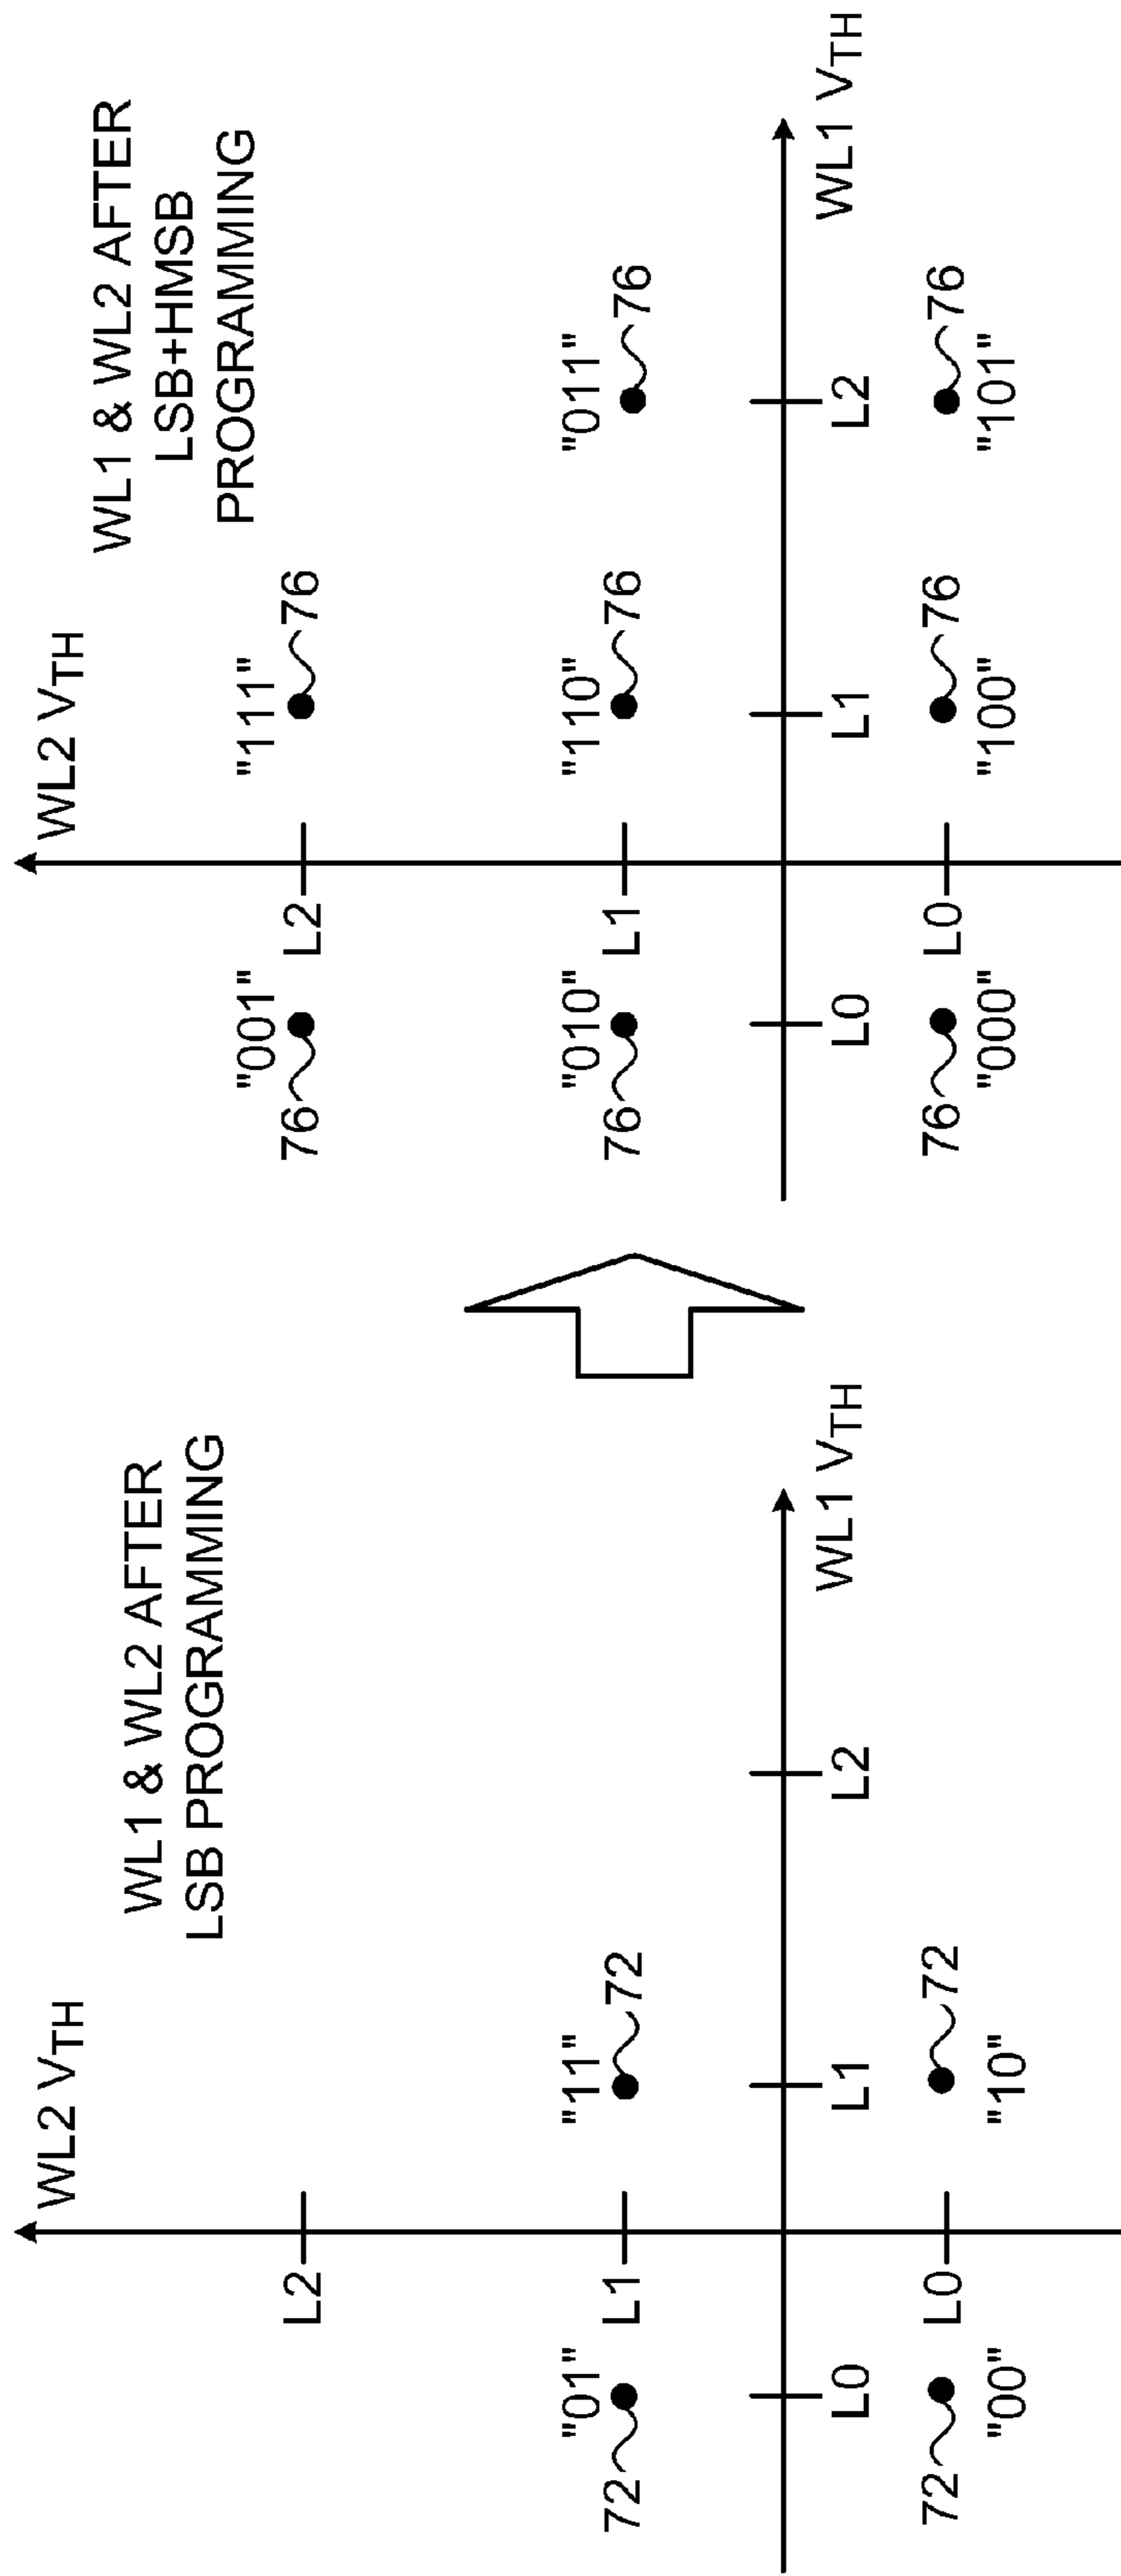 WL2 VTH
WL1 & WL2 AFTER
LSB PROGRAMMING
L2
"01"
72
L1
"11"
72
L0
72
"00"
72
"10"
L0
L1
L2
WL1 VTH
WL2 VTH
WL1 & WL2 AFTER
LSB+HMSB
PROGRAMMING
"001"
76
L2
"111"
76
"010"
76
L1
"110"
76
"011"
76
76
"000"
L0
76
"100"
76
"101"
L0
L1
L2
WL1 VTH